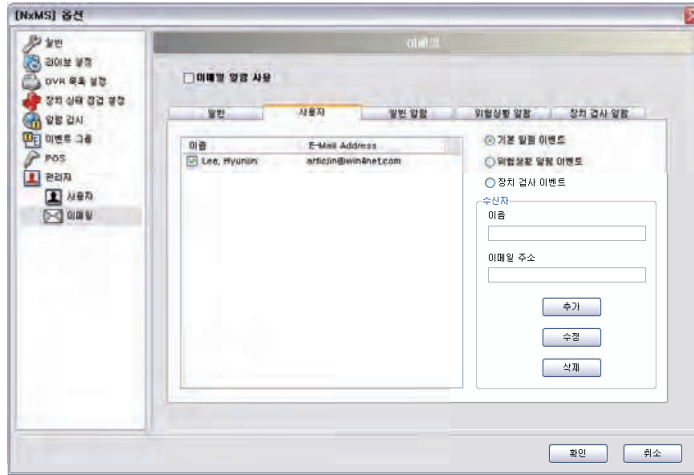 [NxMS] 옵션
일반
라이브 설정
DVR 목록 설정
장치 상태 점검 설정
알람 감시
이벤트 그룹
POS
관리자
사용자
이메일
이메일
이메일 알람 사용
일반
사용자
일반 알람
위험상황 알람
장치 검사 알람
이름
E-Mail Address
Lee, Hyunjin
기본 알람 이벤트
위험상황 알람 이벤트
장치 검사 이벤트
수신자
이름
이메일 주소
추가
수정
삭제
확인
취소